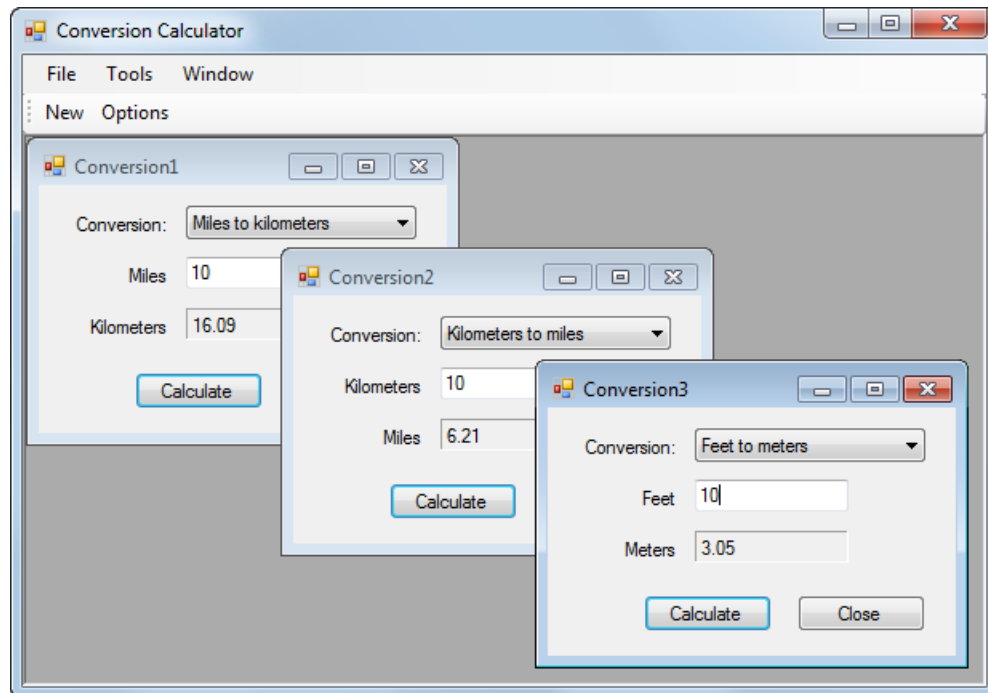 Conversion Calculator
File Tools Window
New Options
Conversion1
Conversion: Miles to kilometers
Miles 10
Kilometers 16.09
Calculate
Conversion2
Conversion: Kilometers to miles
Kilometers 10
Miles 6.21
Calculate
Conversion3
Conversion: Feet to meters
Feet 10
Meters 3.05
Calculate Close